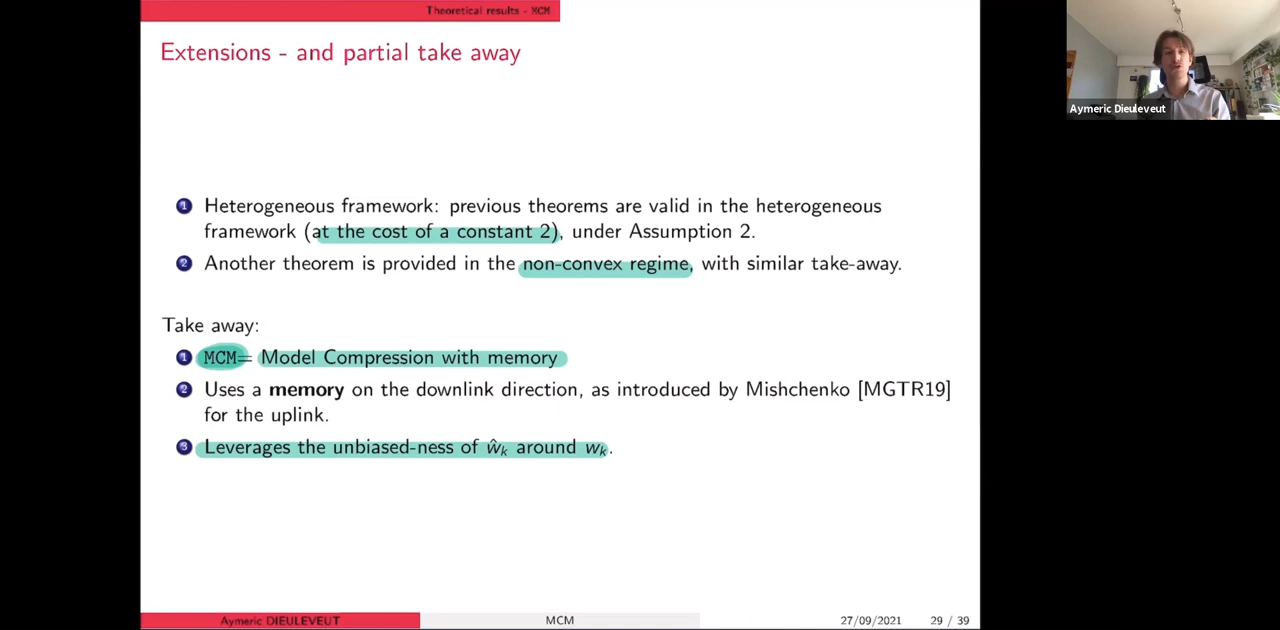 Theoretical results - MCM
Extensions - and partial take away
Aymeric Dieuleveut
1 Heterogeneous framework: previous theorems are valid in the heterogeneous
framework (at the cost of a constant 2), under Assumption 2.
2 Another theorem is provided in the non-convex regime, with similar take-away.
Take away:
1 MCM= Model Compression with memory
2 Uses a memory on the downlink direction, as introduced by Mishchenko [MGTR19]
for the uplink.
3 Leverages the unbiased-ness of ŵₖ around wₖ.
Aymeric DIEULEVEUT MCM 27/09/2021 29 / 39